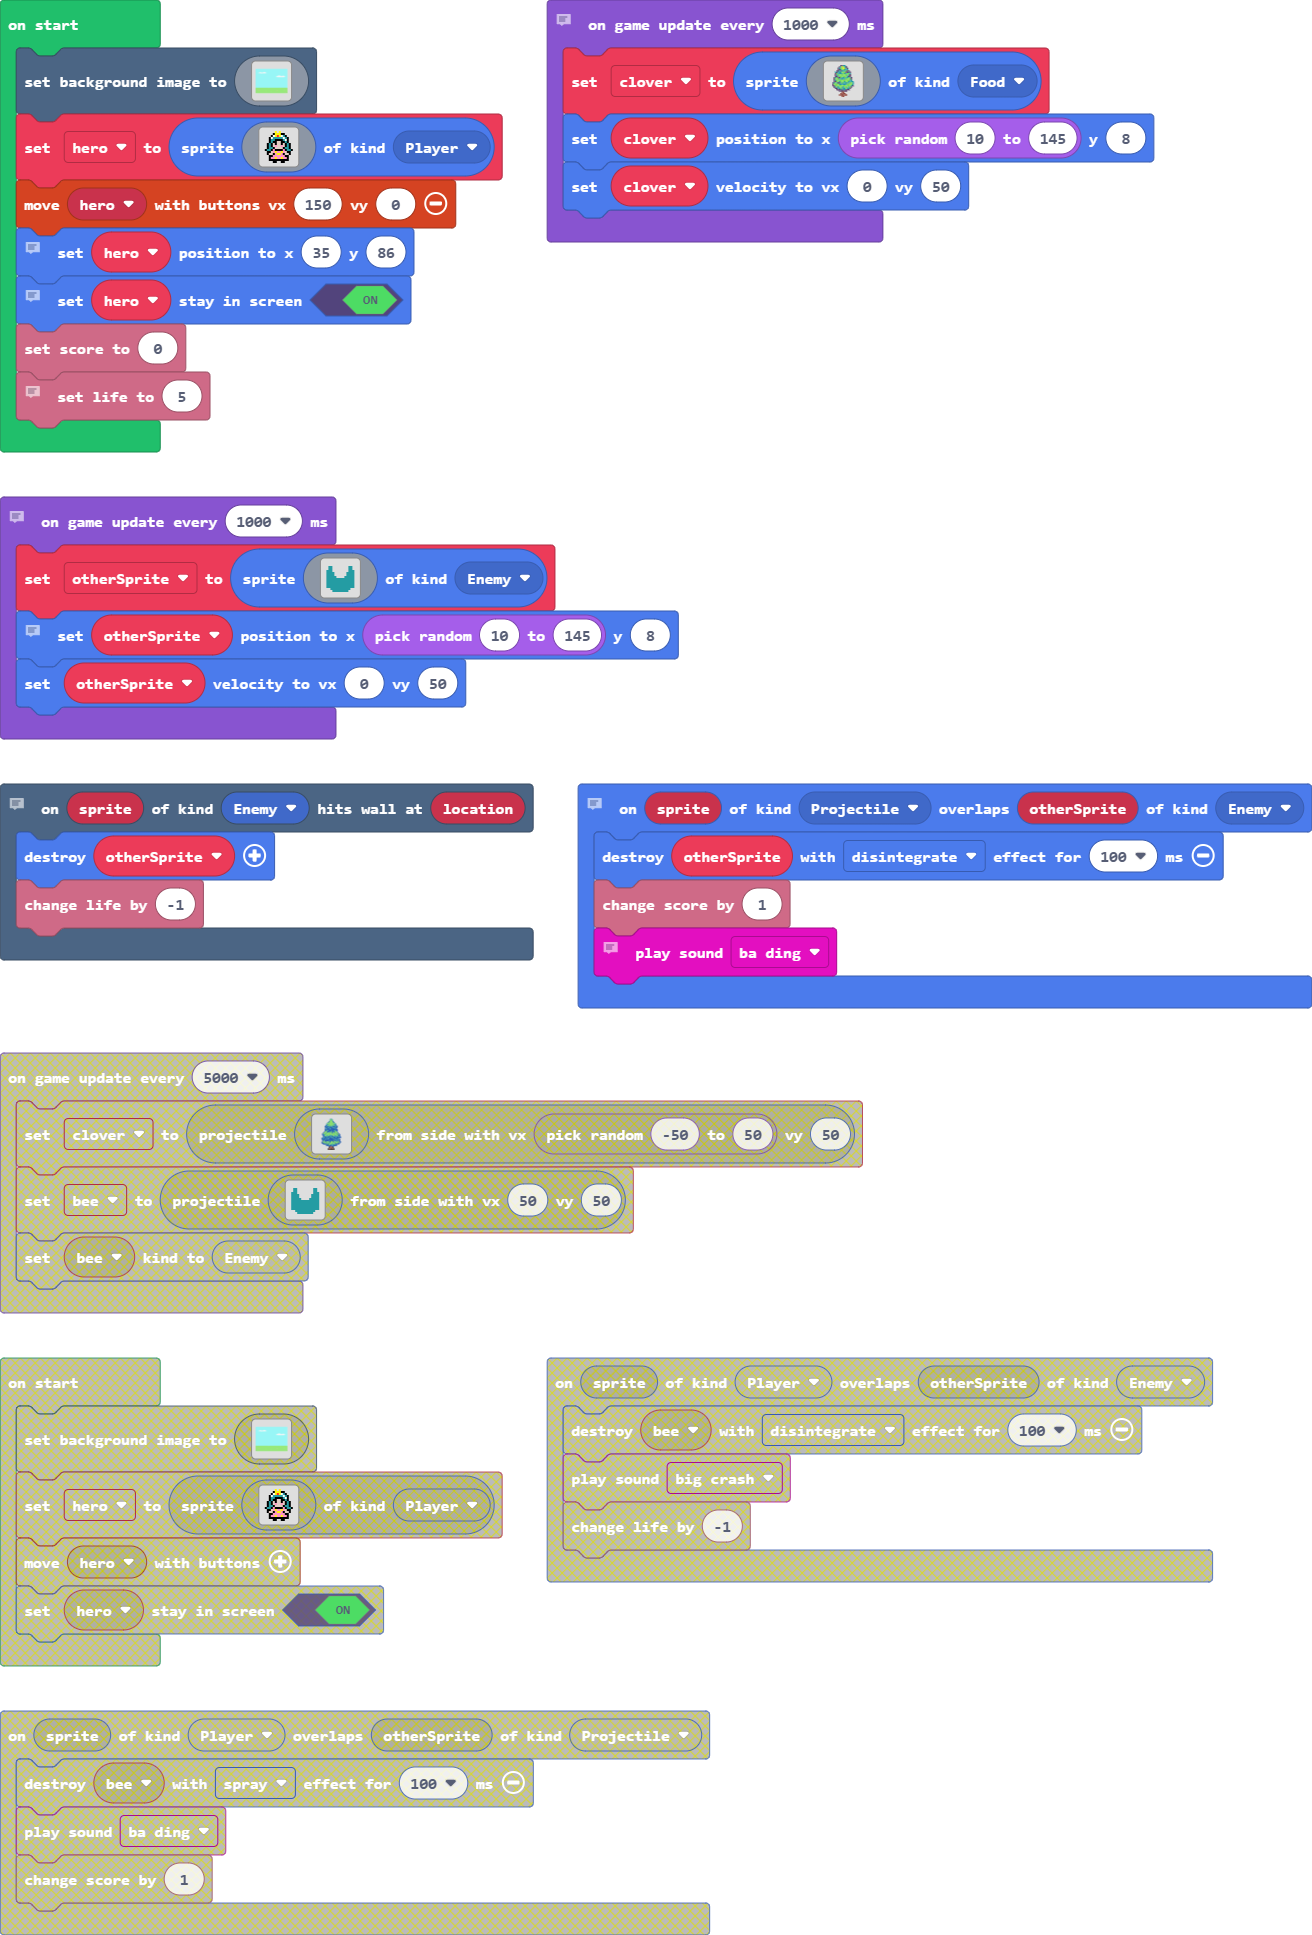 on start
set background image to
set hero to sprite of kind Player
move hero with buttons vx 150 vy 0
set hero position to x 35 y 86
set hero stay in screen ON
set score to 0
set life to 5
on game update every 1000 ms
set clover to sprite of kind Food
set clover position to x pick random 10 to 145 y 8
set clover velocity to vx 0 vy 50
on game update every 1000 ms
set otherSprite to sprite of kind Enemy
set otherSprite position to x pick random 10 to 145 y 8
set otherSprite velocity to vx 0 vy 50
on sprite of kind Enemy hits wall at location
destroy otherSprite
change life by -1
on sprite of kind Projectile overlaps otherSprite of kind Enemy
destroy otherSprite with disintegrate effect for 100 ms
change score by 1
play sound ba ding
on game update every 5000 ms
set clover to projectile from side with vx pick random -50 to 50 vy 50
set bee to projectile from side with vx 50 vy 50
set bee kind to Enemy
on start
set background image to
set hero to sprite of kind Player
move hero with buttons
set hero stay in screen ON
on sprite of kind Player overlaps otherSprite of kind Enemy
destroy bee with disintegrate effect for 100 ms
play sound big crash
change life by -1
on sprite of kind Player overlaps otherSprite of kind Projectile
destroy bee with spray effect for 100 ms
play sound ba ding
change score by 1